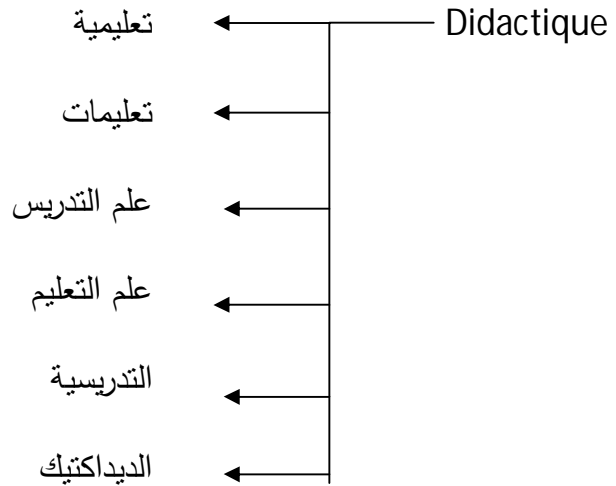 Didactique
تعليمية
تعليمات
علم التدريس
علم التعليم
التدريسية
الديداكتيك